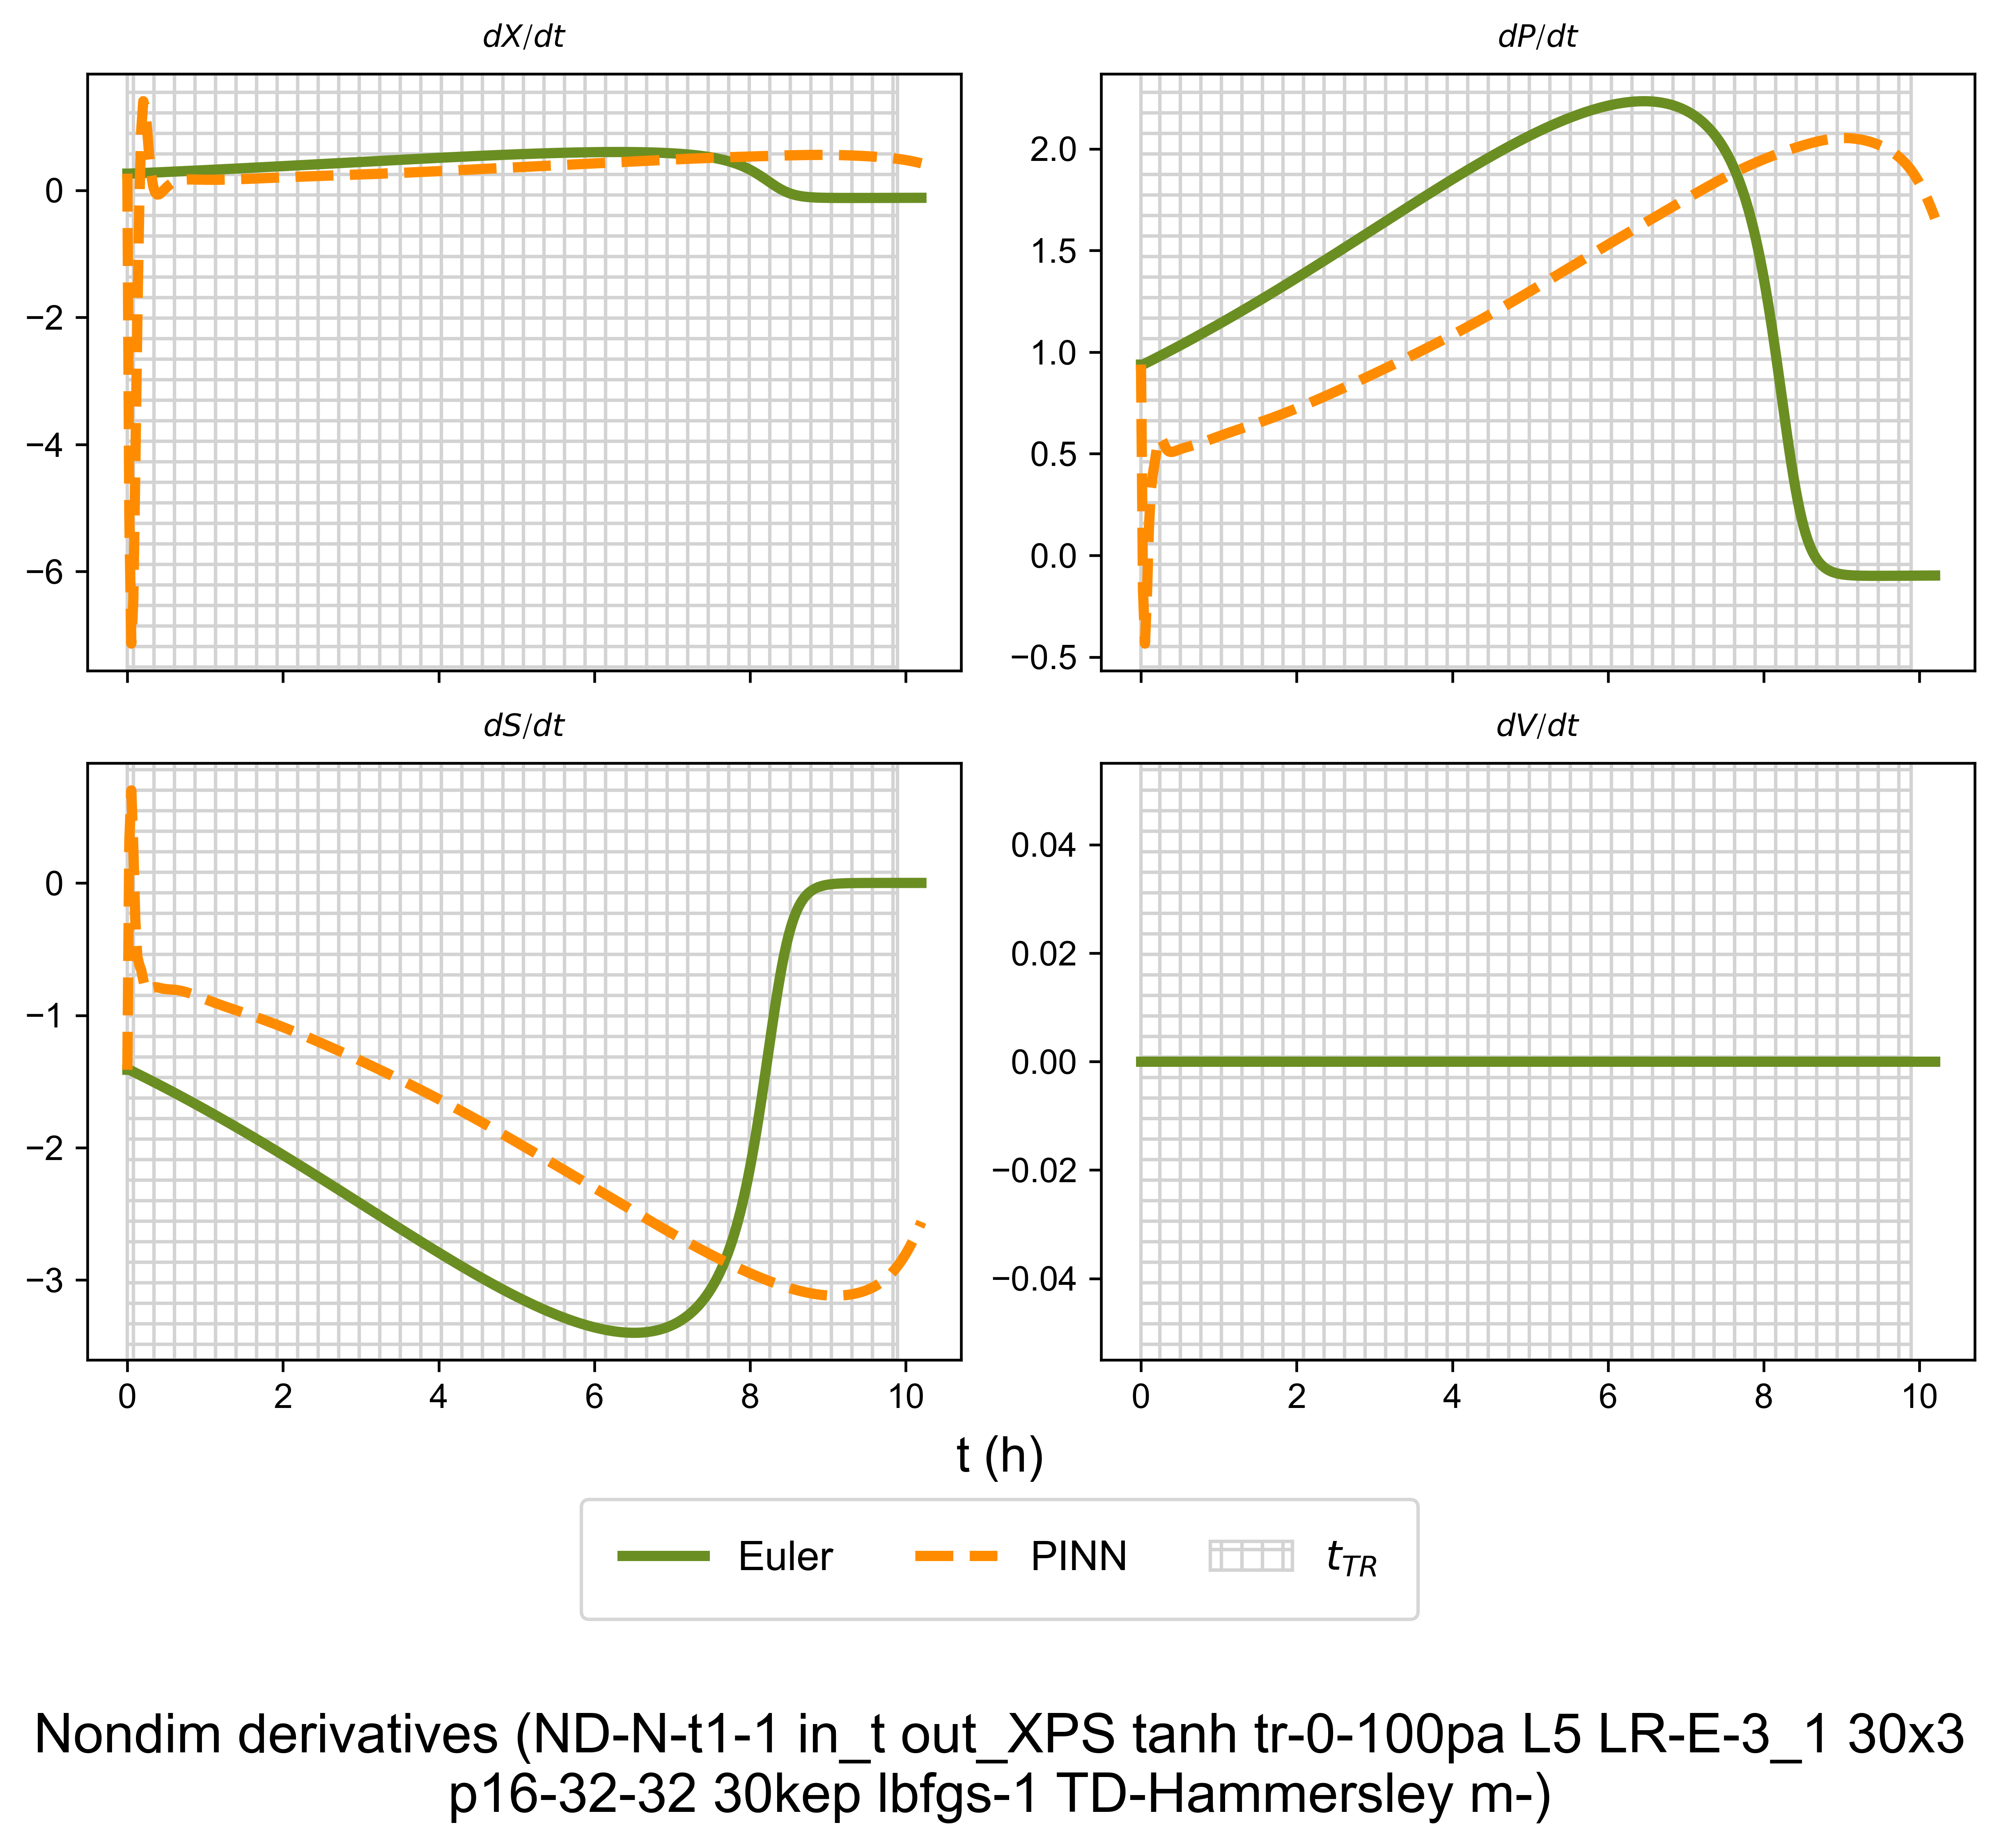 dX/dt
dP/dt
0
−2
−4
−6
2.0
1.5
1.0
0.5
0.0
−0.5
dS/dt
dV/dt
0
−1
−2
−3
0.04
0.02
0.00
−0.02
−0.04
0 2 4 6 8 10
0 2 4 6 8 10
t (h)
Euler PINN t_TR
Nondim derivatives (ND-N-t1-1 in_t out_XPS tanh tr-0-100pa L5 LR-E-3_1 30x3
p16-32-32 30kep lbfgs-1 TD-Hammersley m-)